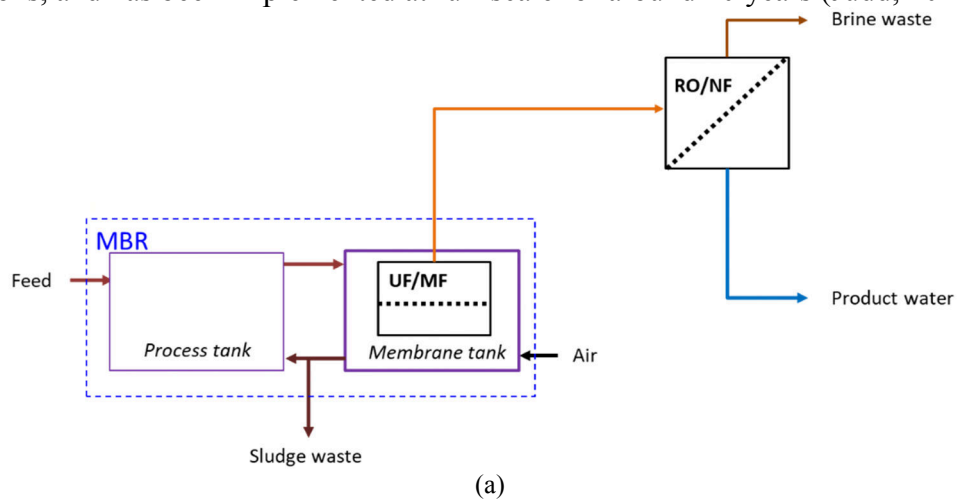 Brine waste
RO/NF
MBR
Feed
UF/MF
Process tank
Membrane tank
Air
Product water
Sludge waste
(a)